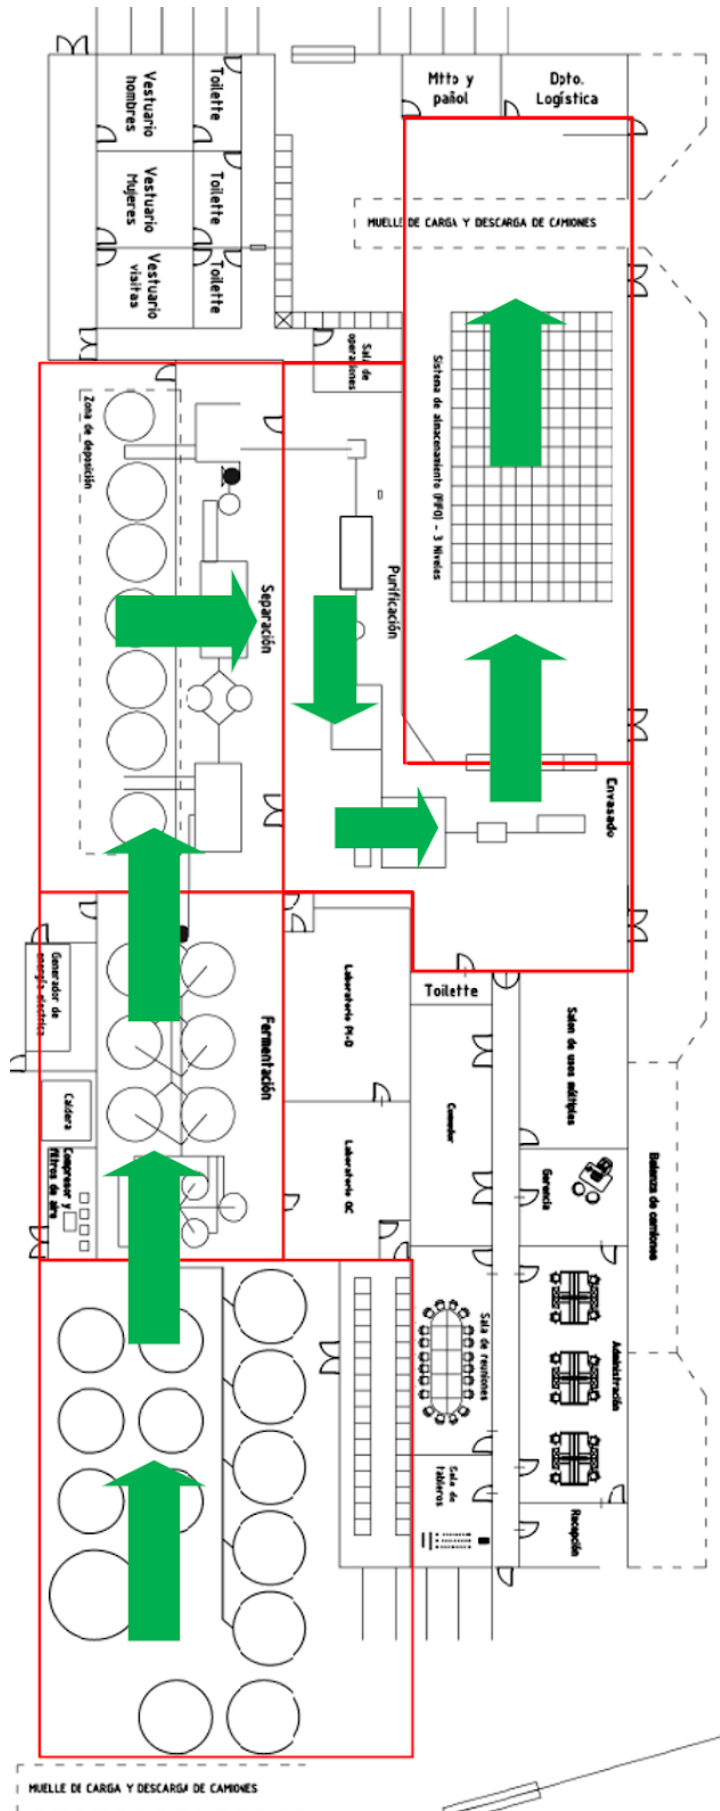 Mtto y
pañol
Dpto.
Logística
Vestuario
hombres
Toilette
Vestuario
Mujeres
Toilette
Vestuario
visitas
Toilette
MUELLE DE CARGA Y DESCARGA DE CAMIONES
Sala de
operaciones
Sistema de almacenamiento (FIFO) - 3 Niveles
Zona de deposición
Purificación
Separación
Envasado
Generador de
energía eléctrica
Fermentación
Laboratorio
Toilette
Salon de usos múltiples
Caldera
Compresor y
filtros de aire
Laboratorio QC
Comedor
Gerencia
Balanza de camiones
Sala de reuniones
Administración
Sala de
tableros
Recepción
MUELLE DE CARGA Y DESCARGA DE CAMIONES